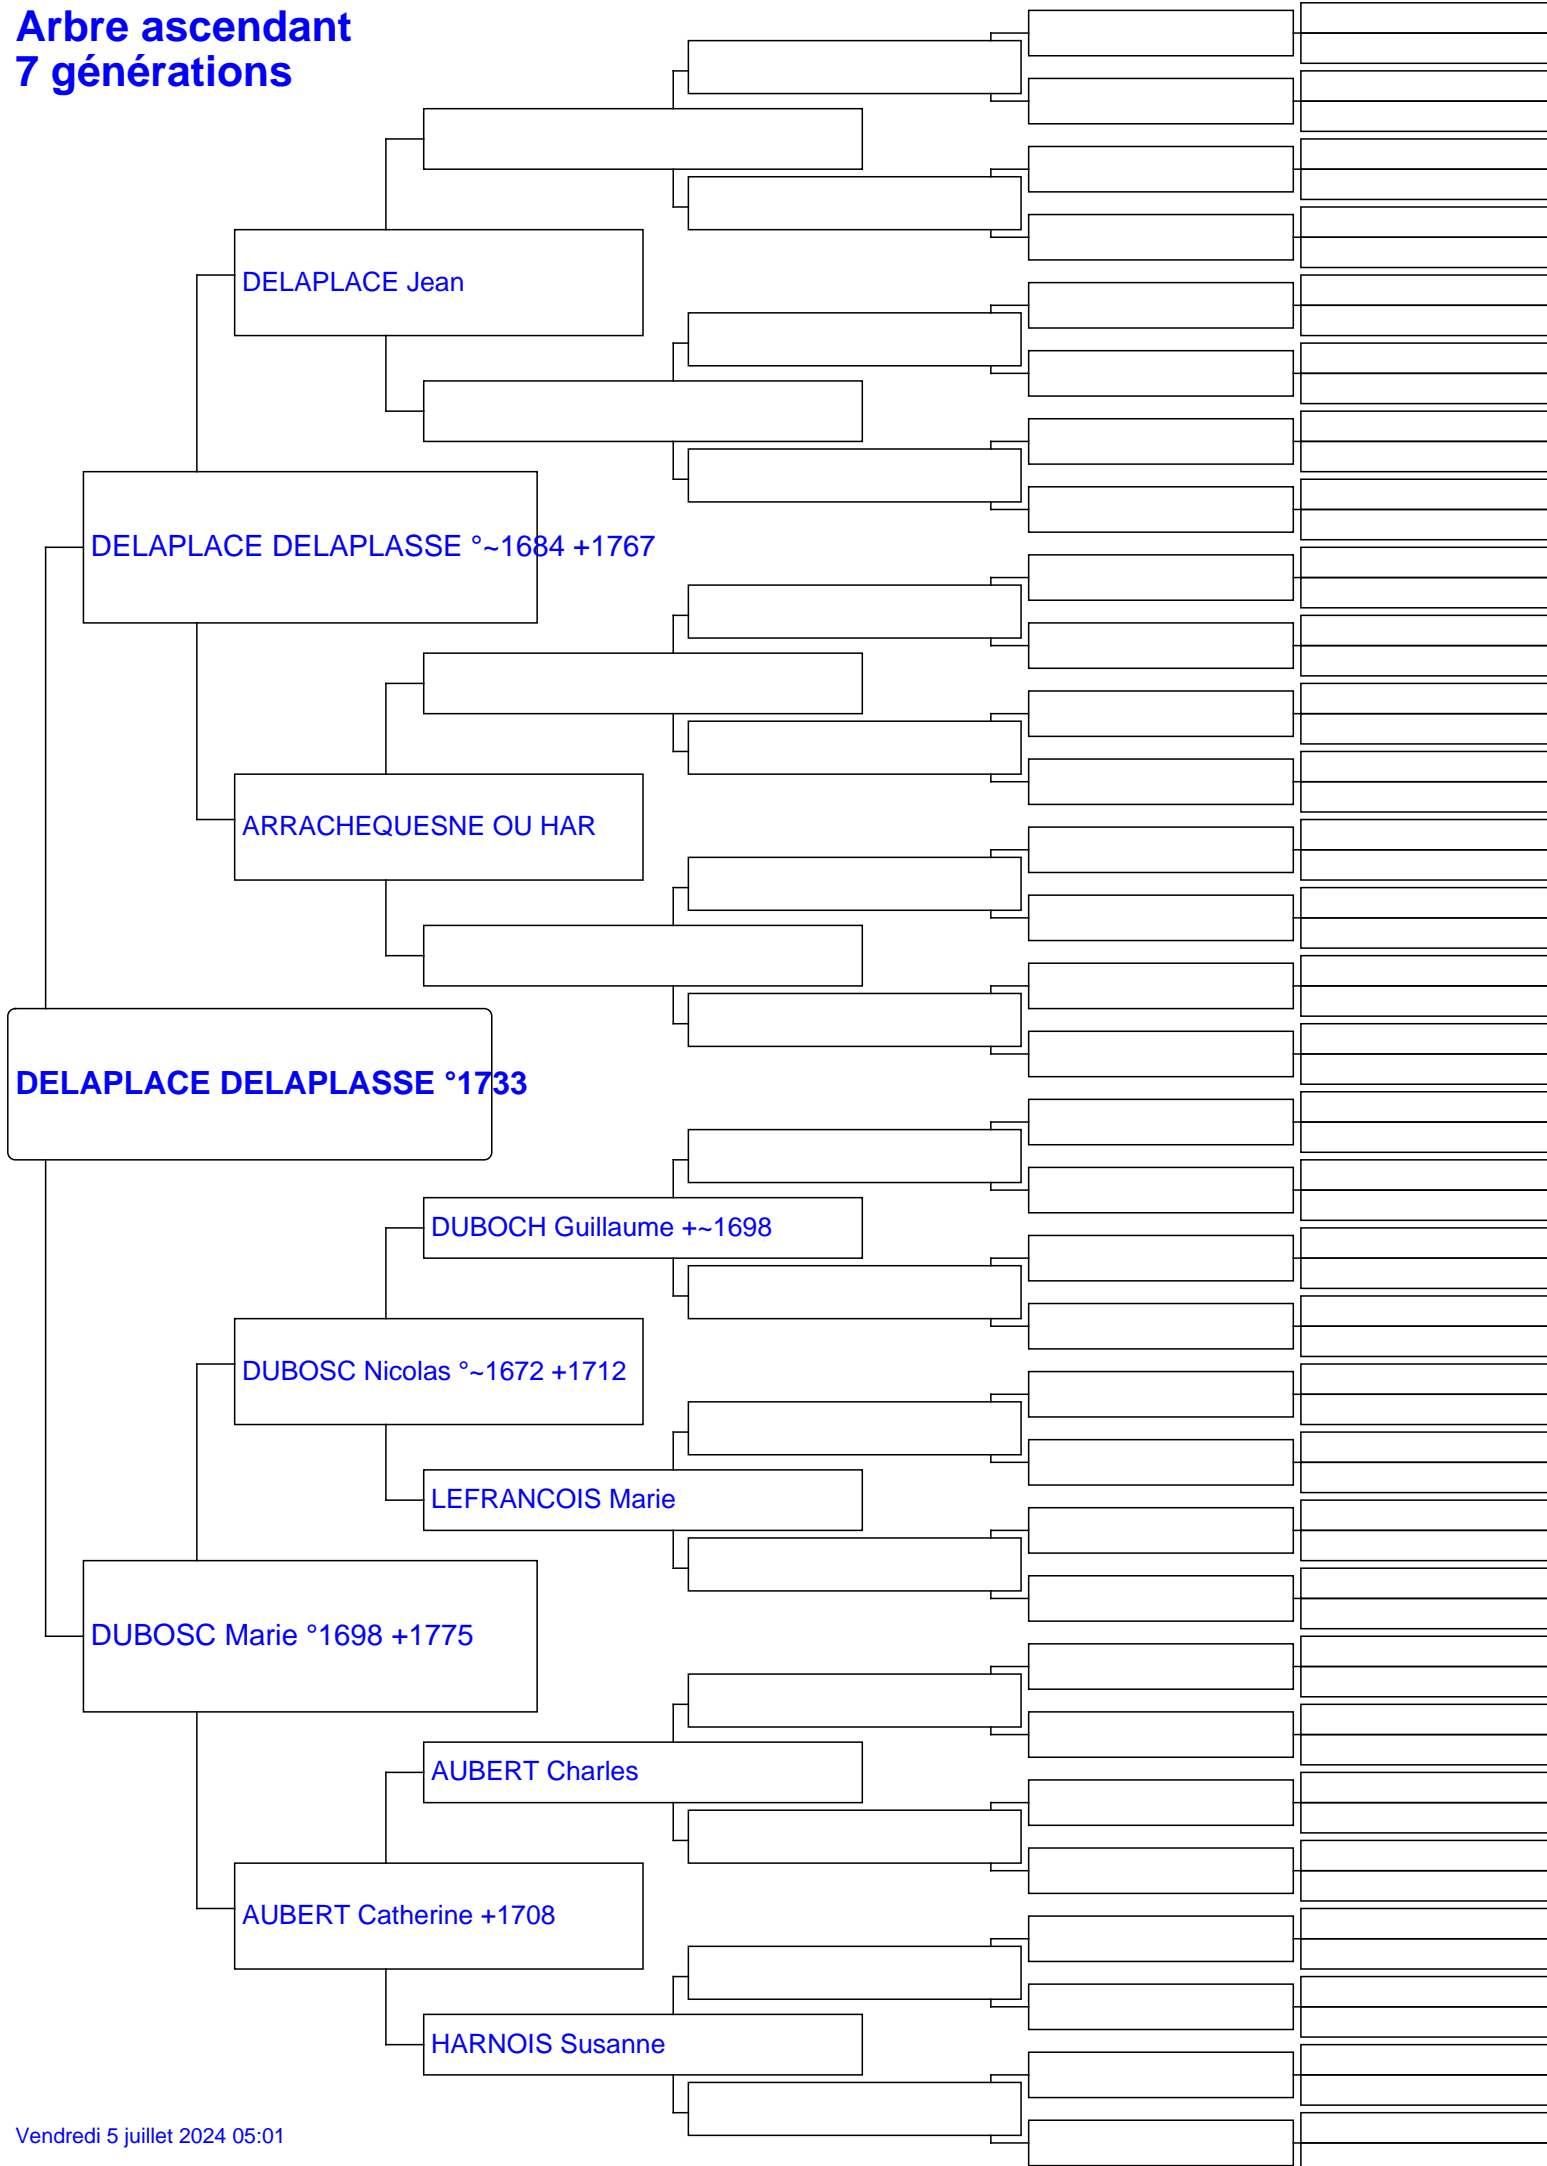 Arbre ascendant
7 générations
DELAPLACE Jean
DELAPLACE DELAPLASSE °~1684 +1767
ARRACHEQUESNE OU HAR
DELAPLACE DELAPLASSE °1733
DUBOCH Guillaume +~1698
DUBOSC Nicolas °~1672 +1712
LEFRANCOIS Marie
DUBOSC Marie °1698 +1775
AUBERT Charles
AUBERT Catherine +1708
HARNOIS Susanne
Vendredi 5 juillet 2024 05:01